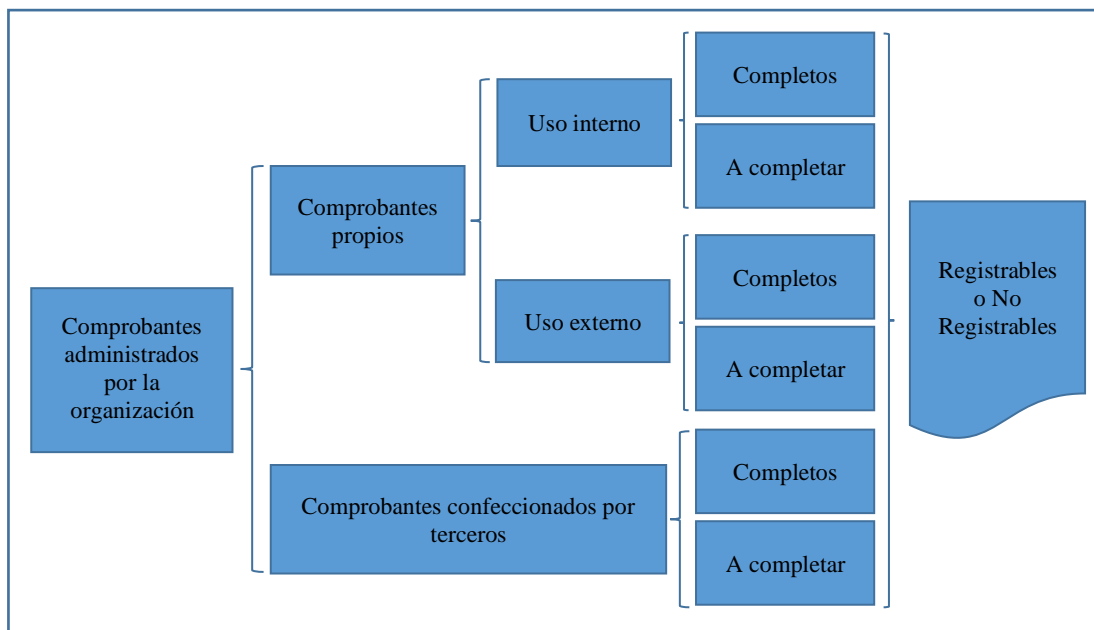 Comprobantes
administrados
por la
organización
Comprobantes
propios
Uso interno
Completos
A completar
Uso externo
Completos
A completar
Comprobantes confeccionados por
terceros
Completos
A completar
Registrables
o No
Registrables